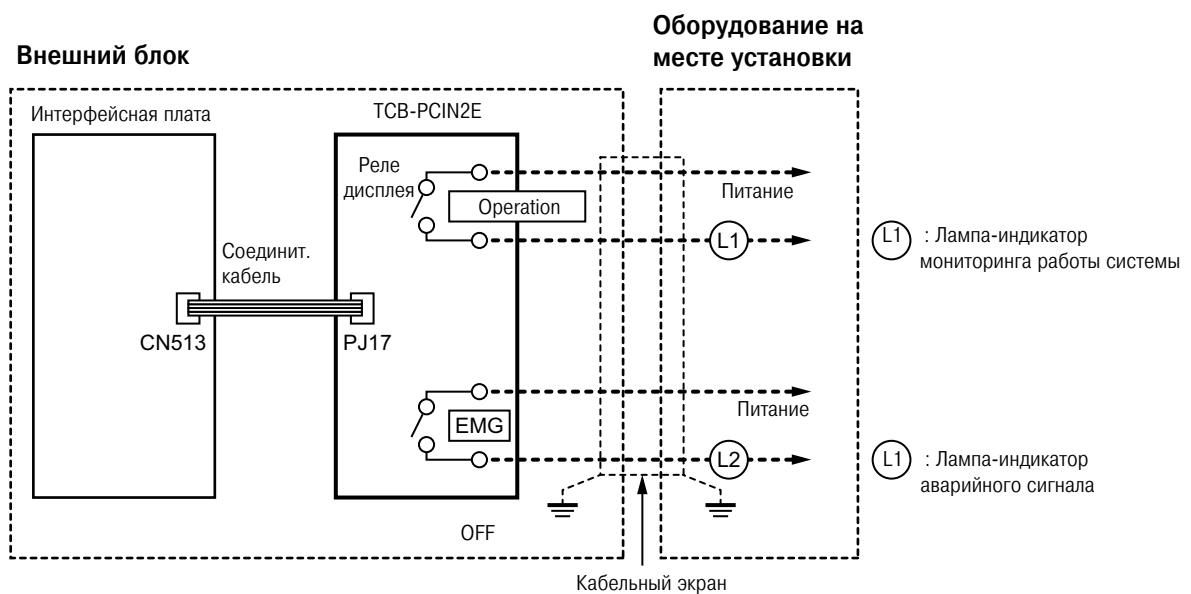 Внешний блок
Оборудование на
месте установки
Интерфейсная плата
TCB-PCIN2E
Реле
дисплея
Operation
Питание
L1
L1
: Лампа-индикатор
мониторинга работы системы
Соединит.
кабель
CN513
PJ17
EMG
Питание
L2
L1
: Лампа-индикатор
аварийного сигнала
OFF
Кабельный экран